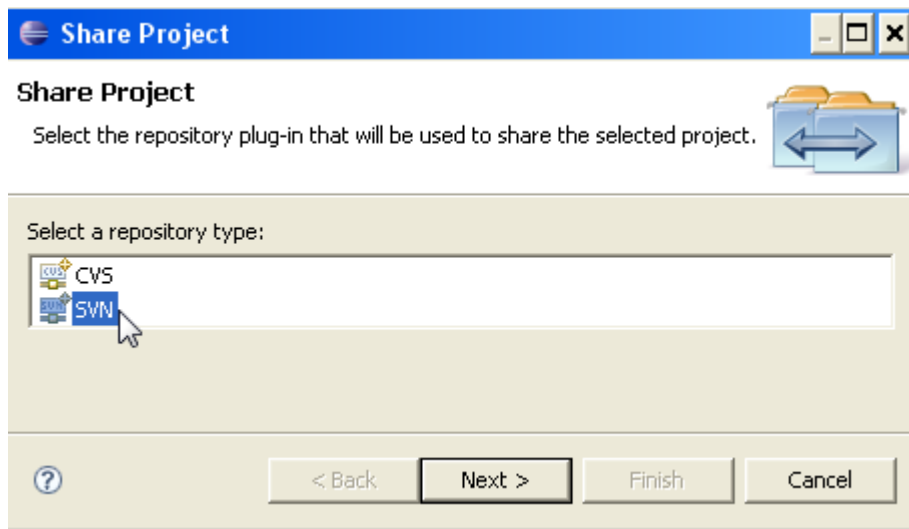 Share Project
Share Project
Select the repository plug-in that will be used to share the selected project.
Select a repository type:
CVS
SVN
< Back Next > Finish Cancel